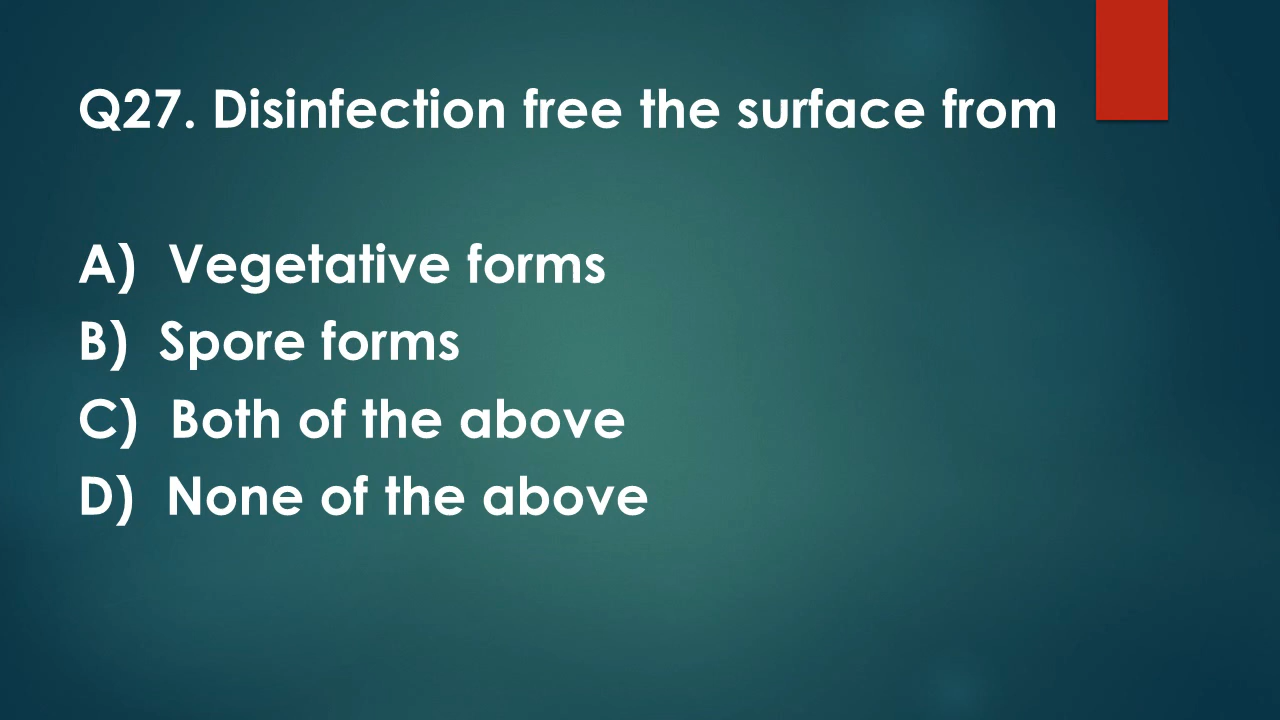 Q27. Disinfection free the surface from
A) Vegetative forms
B) Spore forms
C) Both of the above
D) None of the above